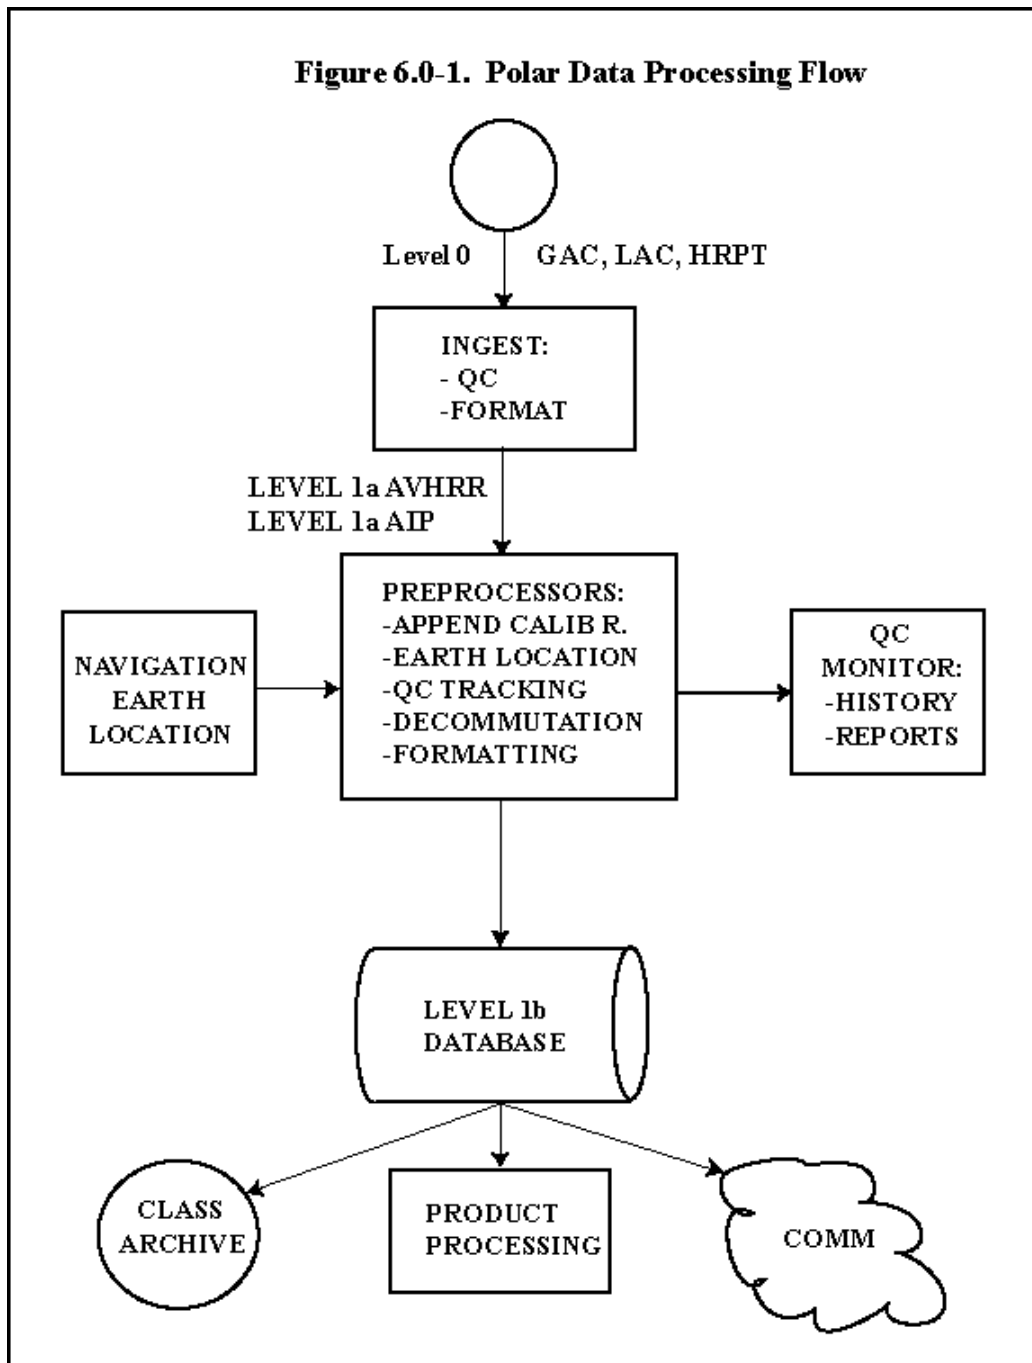 Figure 6.0-1. Polar Data Processing Flow
Level 0
GAC, LAC, HRPT
INGEST:
- QC
-FORMAT
LEVEL 1a AVHRR
LEVEL 1a AIP
NAVIGATION
EARTH
LOCATION
PREPROCESSORS:
-APPEND CALIB R.
-EARTH LOCATION
-QC TRACKING
-DECOMMUTATION
-FORMATTING
QC
MONITOR:
-HISTORY
-REPORTS
LEVEL 1b
DATABASE
CLASS
ARCHIVE
PRODUCT
PROCESSING
COMM